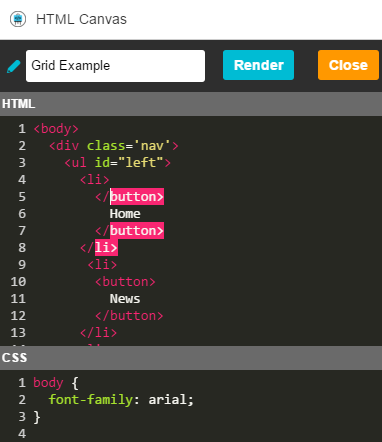 HTML Canvas
Grid Example
Render
Close
HTML
1 <body>
2 <div class='nav'>
3 <ul id="left">
4 <li>
5 </button>
6 Home
7 </button>
8 </li>
9 <li>
10 <button>
11 News
12 </button>
13 </li>
CSS
1 body {
2 font-family: arial;
3 }
4